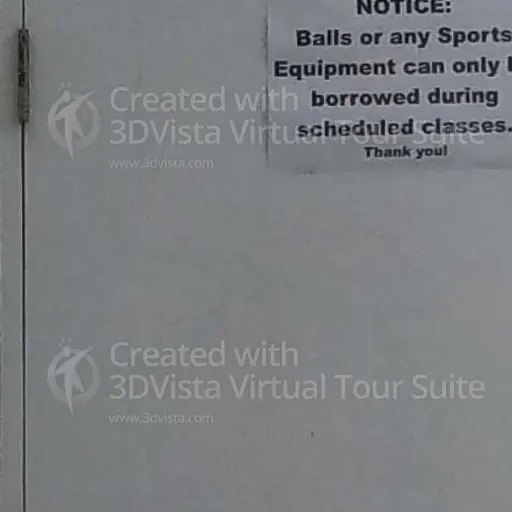 NOTICE:
Balls or any Sports
Equipment can only
borrowed during
scheduled classes.
Thank you!
Created with
3DVista Virtual Tour Suite
www.3dvista.com
Created with
3DVista Virtual Tour Suite
www.3dvista.com